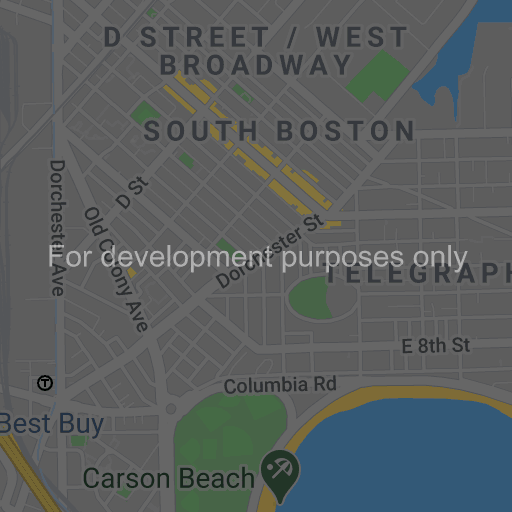 D STREET / WEST
BROADWAY
SOUTH BOSTON
D St
Dorchester Ave
Old Colony Ave
Dorchester St
For development purposes only
TELEGRAPH
E 8th St
T
Columbia Rd
Best Buy
Carson Beach